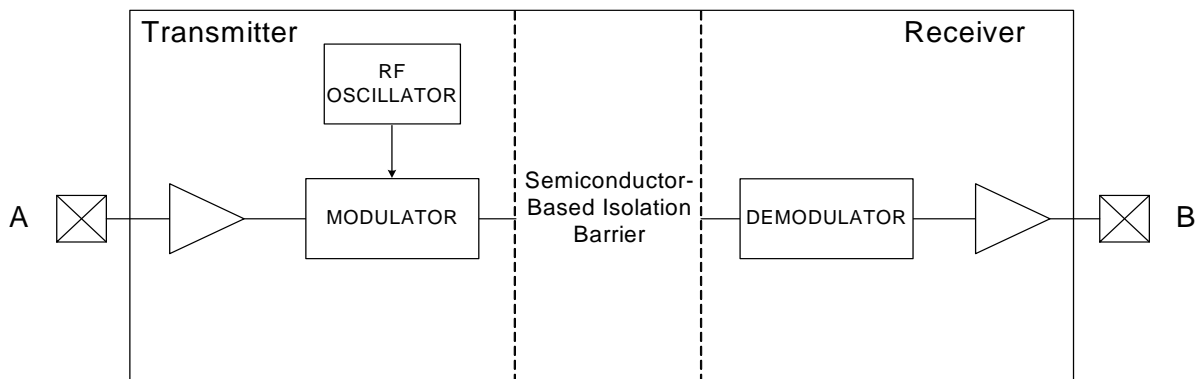 Transmitter
Receiver
RF
OSCILLATOR
A
MODULATOR
Semiconductor-
Based Isolation
Barrier
DEMODULATOR
B